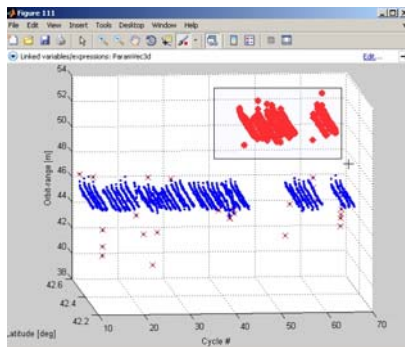 Figure 111
File Edit View Insert Tools Desktop Window Help
Linked variables/expressions: ParamVec3d Edit...
54
52
50
48
46
44
42
40
38
Orbit-range [m]
42.6
42.4
42.2
Latitude [deg]
10 20 30 40 50 60 70
Cycle #